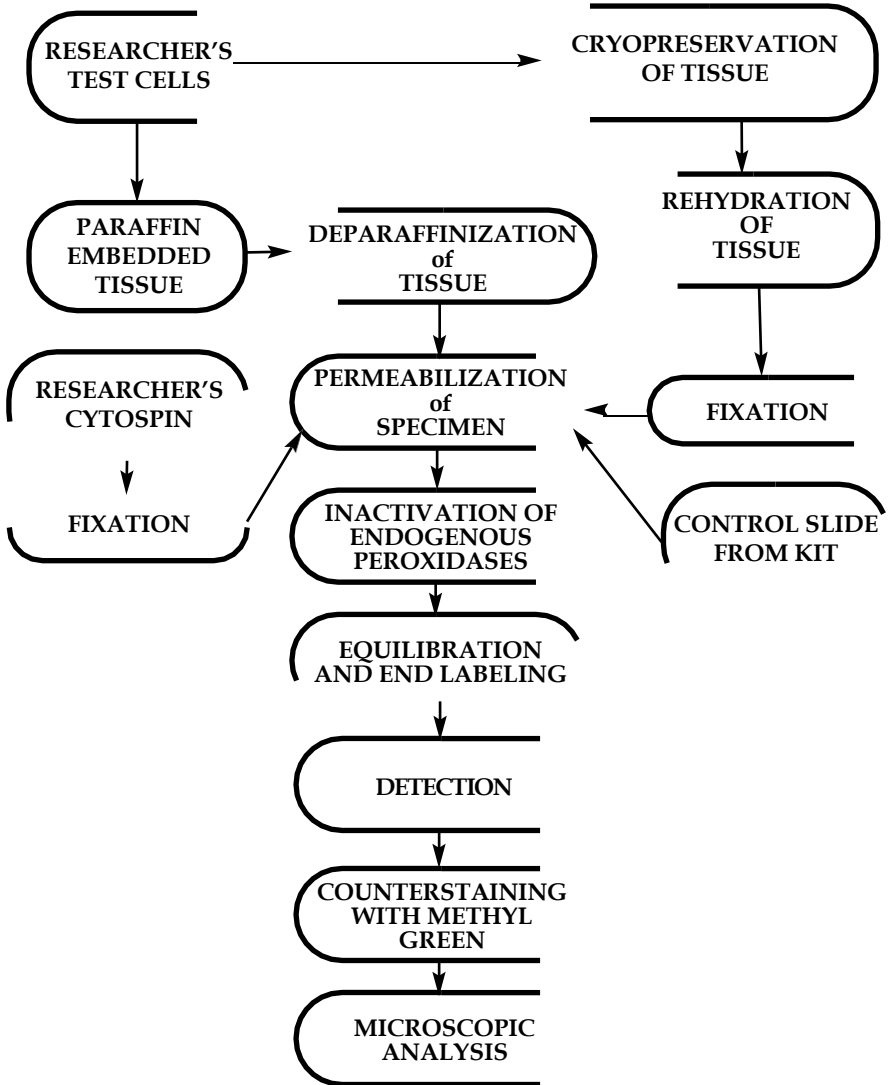 RESEARCHER'S
TEST CELLS
CRYOPRESERVATION
OF TISSUE
PARAFFIN
EMBEDDED
TISSUE
DEPARAFFINIZATION
of
TISSUE
REHYDRATION
OF
TISSUE
RESEARCHER'S
CYTOSPIN
PERMEABILIZATION
of
SPECIMEN
FIXATION
FIXATION
INACTIVATION OF
ENDOGENOUS
PEROXIDASES
CONTROL SLIDE
FROM KIT
EQUILIBRATION
AND END LABELING
DETECTION
COUNTERSTAINING
WITH METHYL
GREEN
MICROSCOPIC
ANALYSIS